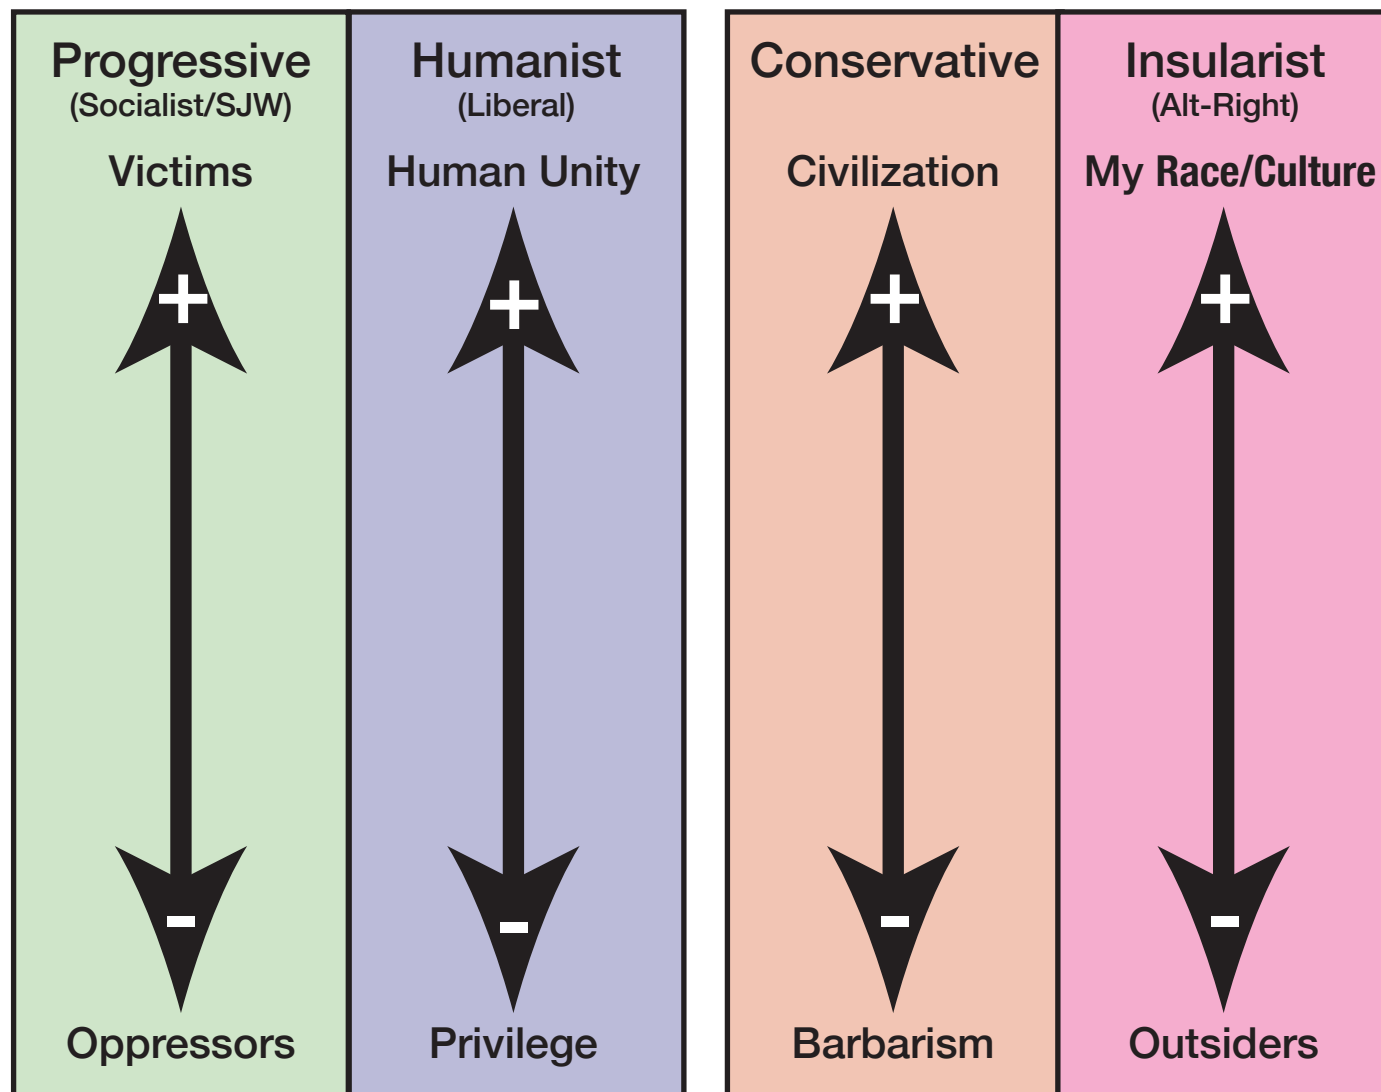 Progressive
(Socialist/SJW)
Victims
+
-
Oppressors
Humanist
(Liberal)
Human Unity
+
-
Privilege
Conservative
Civilization
+
-
Barbarism
Insularist
(Alt-Right)
My Race/Culture
+
-
Outsiders